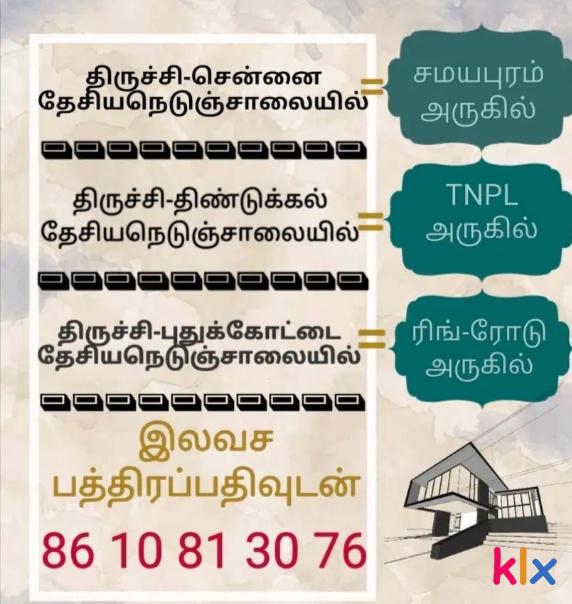 திருச்சி-சென்னை
தேசியநெடுஞ்சாலையில்
=
சமயபுரம்
அருகில்
திருச்சி-திண்டுக்கல்
தேசியநெடுஞ்சாலையில்
=
TNPL
அருகில்
திருச்சி-புதுக்கோட்டை
தேசியநெடுஞ்சாலையில்
=
ரிங்-ரோடு
அருகில்
இலவச
பத்திரப்பதிவுடன்
86 10 81 30 76
klx